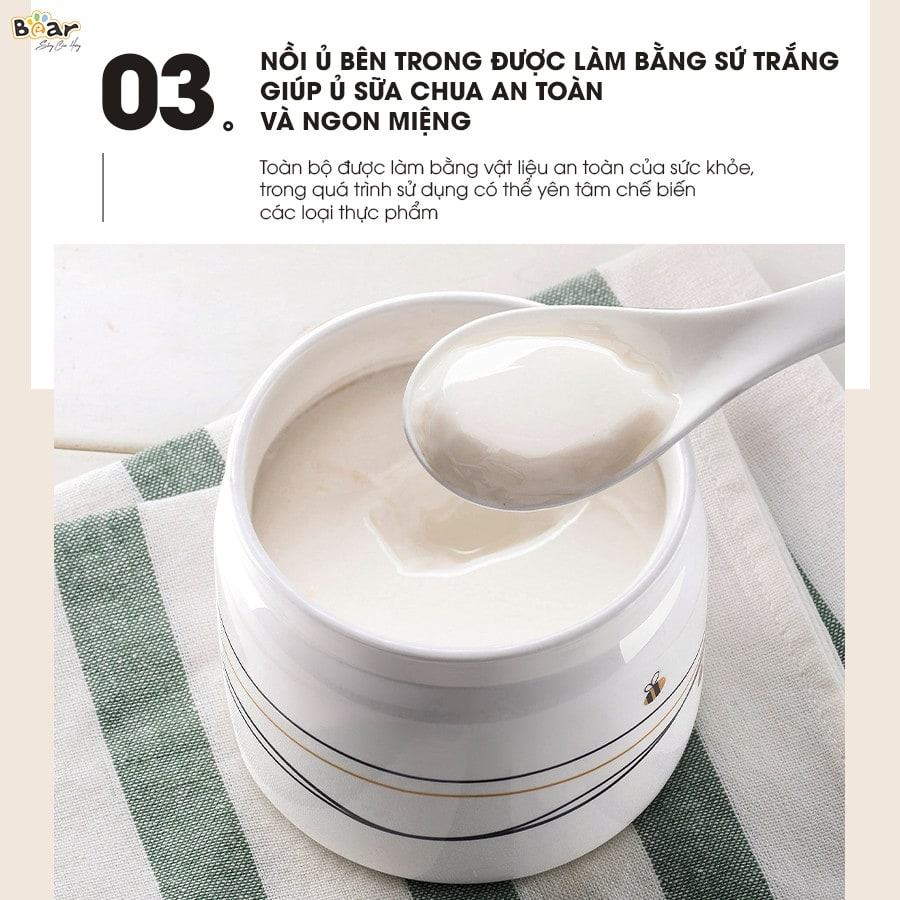 Bear
03。
NỒI Ủ BÊN TRONG ĐƯỢC LÀM BẰNG SỨ TRẮNG
GIÚP Ủ SỮA CHUA AN TOÀN
VÀ NGON MIỆNG
Toàn bộ được làm bằng vật liệu an toàn của sức khỏe,
trong quá trình sử dụng có thể yên tâm chế biến
các loại thực phẩm